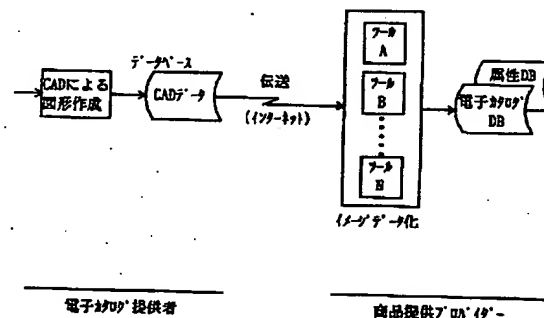 CADによる
図形作成
データベース
CADデータ
伝送
(インターネット)
ツール
A
ツール
B
ツール
N
イメージデータ化
属性DB
電子カタログ
DB
電子カタログ提供者
商品提供プロバイダー